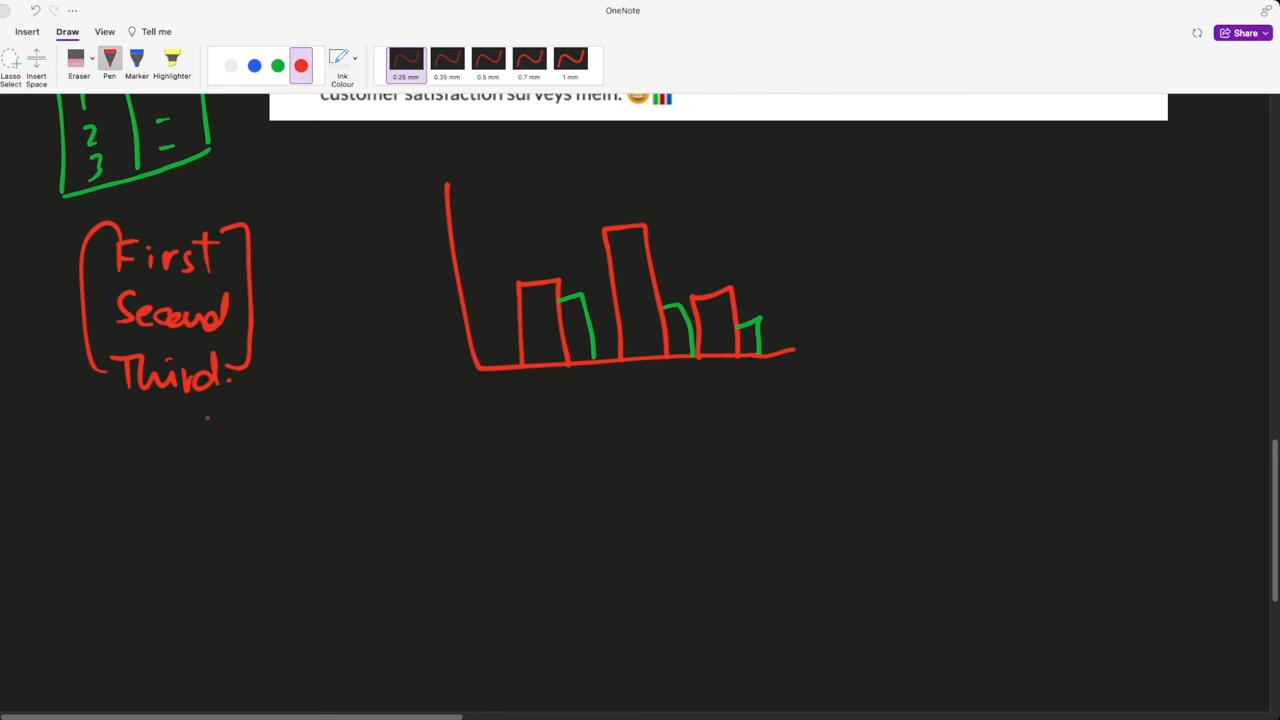 OneNote
Insert Draw View Tell me
Share
Lasso Select
Insert Space
Eraser
Pen
Marker
Highlighter
Ink Colour
0.25 mm
0.35 mm
0.5 mm
0.7 mm
1 mm
customer satisfaction surveys mein. 😄📊
1
2 =
3 =
First
Second
Third.